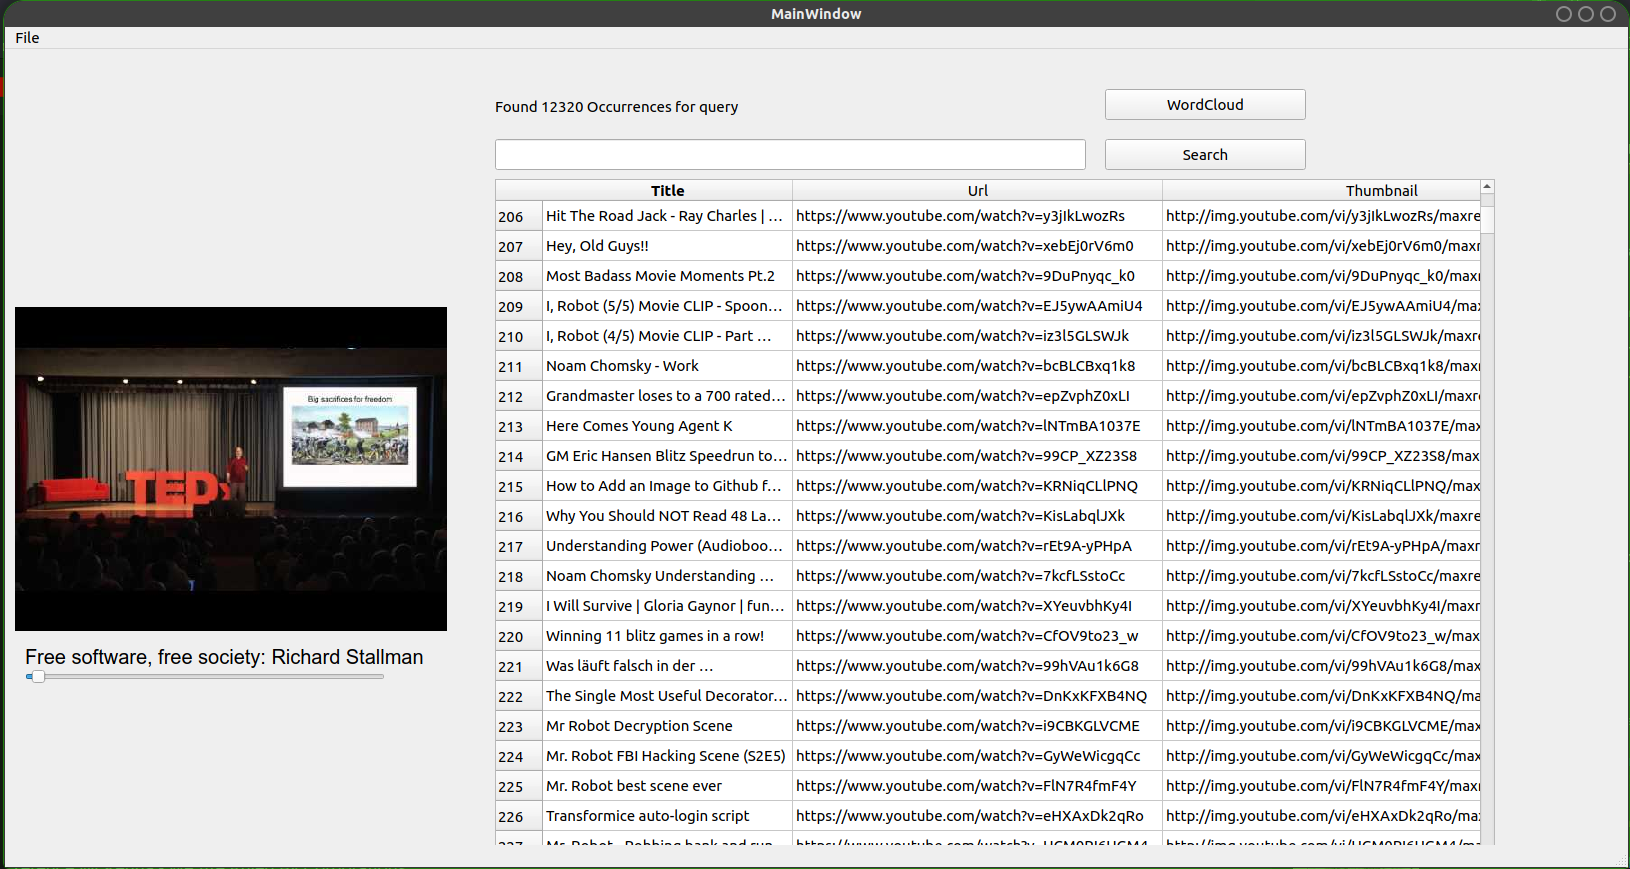 MainWindow
File
Found 12320 Occurrences for query
WordCloud
Search
Title Url Thumbnail
206 Hit The Road Jack - Ray Charles | ... https://www.youtube.com/watch?v=y3jIkLwozRs http://img.youtube.com/vi/y3jIkLwozRs/maxre
207 Hey, Old Guys!! https://www.youtube.com/watch?v=xebEj0rV6m0 http://img.youtube.com/vi/xebEj0rV6m0/maxr
208 Most Badass Movie Moments Pt.2 https://www.youtube.com/watch?v=9DuPnyqc_k0 http://img.youtube.com/vi/9DuPnyqc_k0/maxr
209 I, Robot (5/5) Movie CLIP - Spoon... https://www.youtube.com/watch?v=EJ5ywAAmiU4 http://img.youtube.com/vi/EJ5ywAAmiU4/max
210 I, Robot (4/5) Movie CLIP - Part ... https://www.youtube.com/watch?v=iz3l5GLSWJk http://img.youtube.com/vi/iz3l5GLSWJk/maxre
211 Noam Chomsky - Work https://www.youtube.com/watch?v=bcBLCBxq1k8 http://img.youtube.com/vi/bcBLCBxq1k8/maxr
212 Grandmaster loses to a 700 rated... https://www.youtube.com/watch?v=epZvphZ0xLI http://img.youtube.com/vi/epZvphZ0xLI/maxre
213 Here Comes Young Agent K https://www.youtube.com/watch?v=lNTmBA1037E http://img.youtube.com/vi/lNTmBA1037E/max
214 GM Eric Hansen Blitz Speedrun to... https://www.youtube.com/watch?v=99CP_XZ23S8 http://img.youtube.com/vi/99CP_XZ23S8/max
215 How to Add an Image to Github f... https://www.youtube.com/watch?v=KRNiqCLlPNQ http://img.youtube.com/vi/KRNiqCLlPNQ/max
216 Why You Should NOT Read 48 La... https://www.youtube.com/watch?v=KisLabqlJXk http://img.youtube.com/vi/KisLabqlJXk/maxre
217 Understanding Power (Audioboo... https://www.youtube.com/watch?v=rEt9A-yPHpA http://img.youtube.com/vi/rEt9A-yPHpA/maxr
218 Noam Chomsky Understanding ... https://www.youtube.com/watch?v=7kcfLSstoCc http://img.youtube.com/vi/7kcfLSstoCc/maxre
219 I Will Survive | Gloria Gaynor | fun... https://www.youtube.com/watch?v=XYeuvbhKy4I http://img.youtube.com/vi/XYeuvbhKy4I/maxr
220 Winning 11 blitz games in a row! https://www.youtube.com/watch?v=CfOV9to23_w http://img.youtube.com/vi/CfOV9to23_w/max
221 Was läuft falsch in der ... https://www.youtube.com/watch?v=99hVAu1k6G8 http://img.youtube.com/vi/99hVAu1k6G8/max
222 The Single Most Useful Decorator... https://www.youtube.com/watch?v=DnKxKFXB4NQ http://img.youtube.com/vi/DnKxKFXB4NQ/ma
223 Mr Robot Decryption Scene https://www.youtube.com/watch?v=i9CBKGLVCME http://img.youtube.com/vi/i9CBKGLVCME/max
224 Mr. Robot FBI Hacking Scene (S2E5) https://www.youtube.com/watch?v=GyWeWicgqCc http://img.youtube.com/vi/GyWeWicgqCc/max
225 Mr. Robot best scene ever https://www.youtube.com/watch?v=FlN7R4fmF4Y http://img.youtube.com/vi/FlN7R4fmF4Y/max
226 Transformice auto-login script https://www.youtube.com/watch?v=eHXAxDk2qRo http://img.youtube.com/vi/eHXAxDk2qRo/max
Big sacrifices for freedom
TEDx
Free software, free society: Richard Stallman